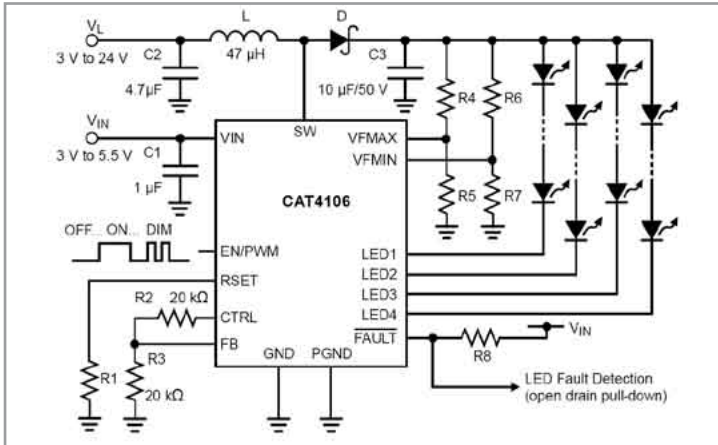 VL
3 V to 24 V
C2
4.7µF
L
47 µH
D
C3
10 µF/50 V
R4
R6
SW
VIN
3 V to 5.5 V
C1
1 µF
VIN
VFMAX
VFMIN
R5
R7
CAT4106
OFF... ON... DIM
EN/PWM
RSET
R2
20 kΩ
CTRL
FB
R1
R3
20 kΩ
GND
PGND
LED1
LED2
LED3
LED4
FAULT
R8
VIN
LED Fault Detection
(open drain pull-down)